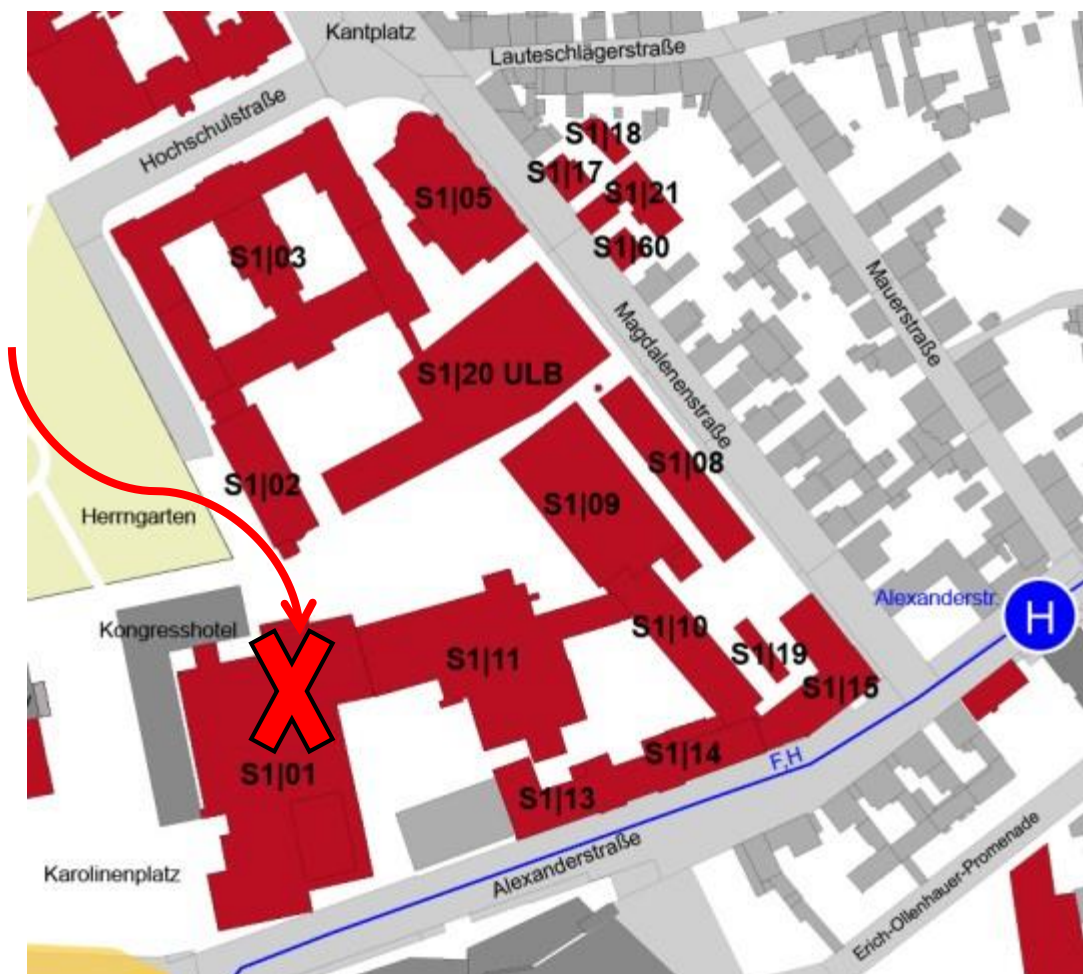 Kantplatz
Lauteschlägerstraße
Hochschulstraße
S1|18
S1|17
S1|21
S1|05
S1|60
S1|03
Mauerstraße
Magdalenenstraße
S1|20 ULB
S1|08
S1|02
S1|09
Herrngarten
Alexanderstr.
H
Kongresshotel
S1|10
S1|19
S1|11
S1|15
S1|14
F,H
S1|01
S1|13
Alexanderstraße
Karolinenplatz
Erich-Ollenhauer-Promenade